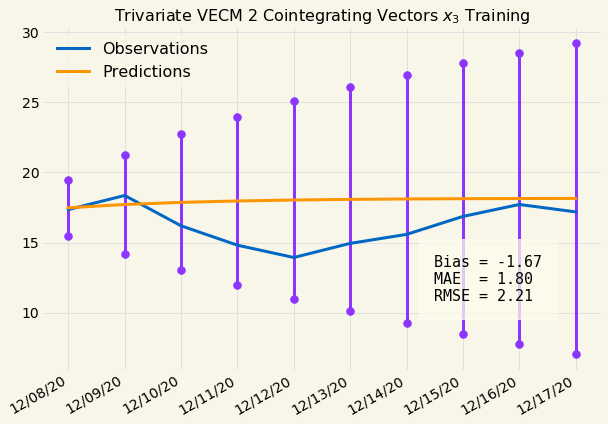 Trivariate VECM 2 Cointegrating Vectors $x_3$ Training
Observations
Predictions
30
25
20
15
10
Bias = -1.67
MAE  = 1.80
RMSE = 2.21
12/08/20
12/09/20
12/10/20
12/11/20
12/12/20
12/13/20
12/14/20
12/15/20
12/16/20
12/17/20